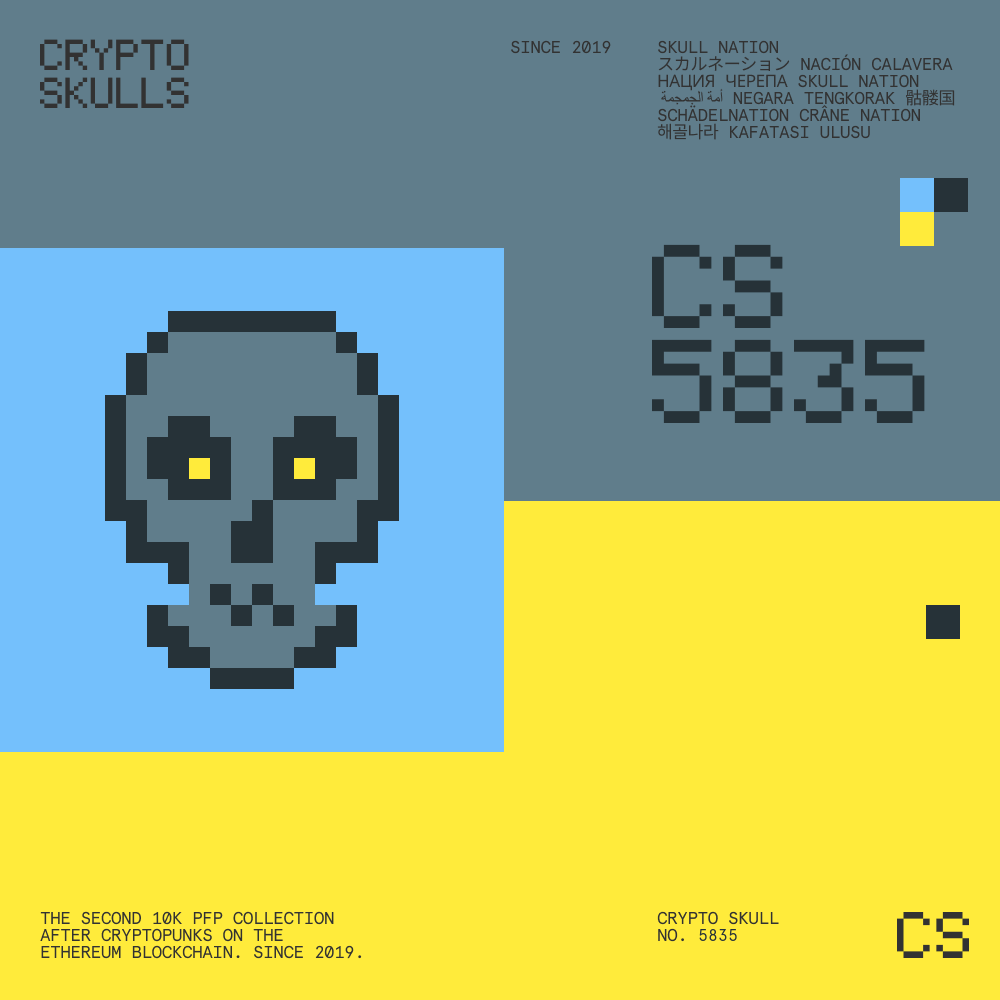 CRYPTO
SKULLS
SINCE 2019
SKULL NATION
スカルネーション NACIÓN CALAVERA
НАЦИЯ ЧЕРЕПА SKULL NATION
أمة الجمجمة NEGARA TENGKORAK 骷髅国
SCHÄDELNATION CRÂNE NATION
해골나라 KAFATASI ULUSU
CS
5835
THE SECOND 10K PFP COLLECTION
AFTER CRYPTOPUNKS ON THE
ETHEREUM BLOCKCHAIN. SINCE 2019.
CRYPTO SKULL
NO. 5835
CS